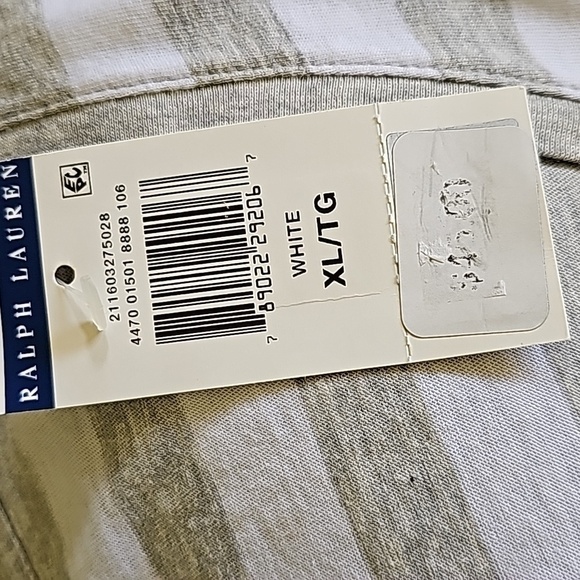 RALPH LAUREN
211603275028
4470 01501 8888 106
7 89022 29206 7
WHITE
XL/TG